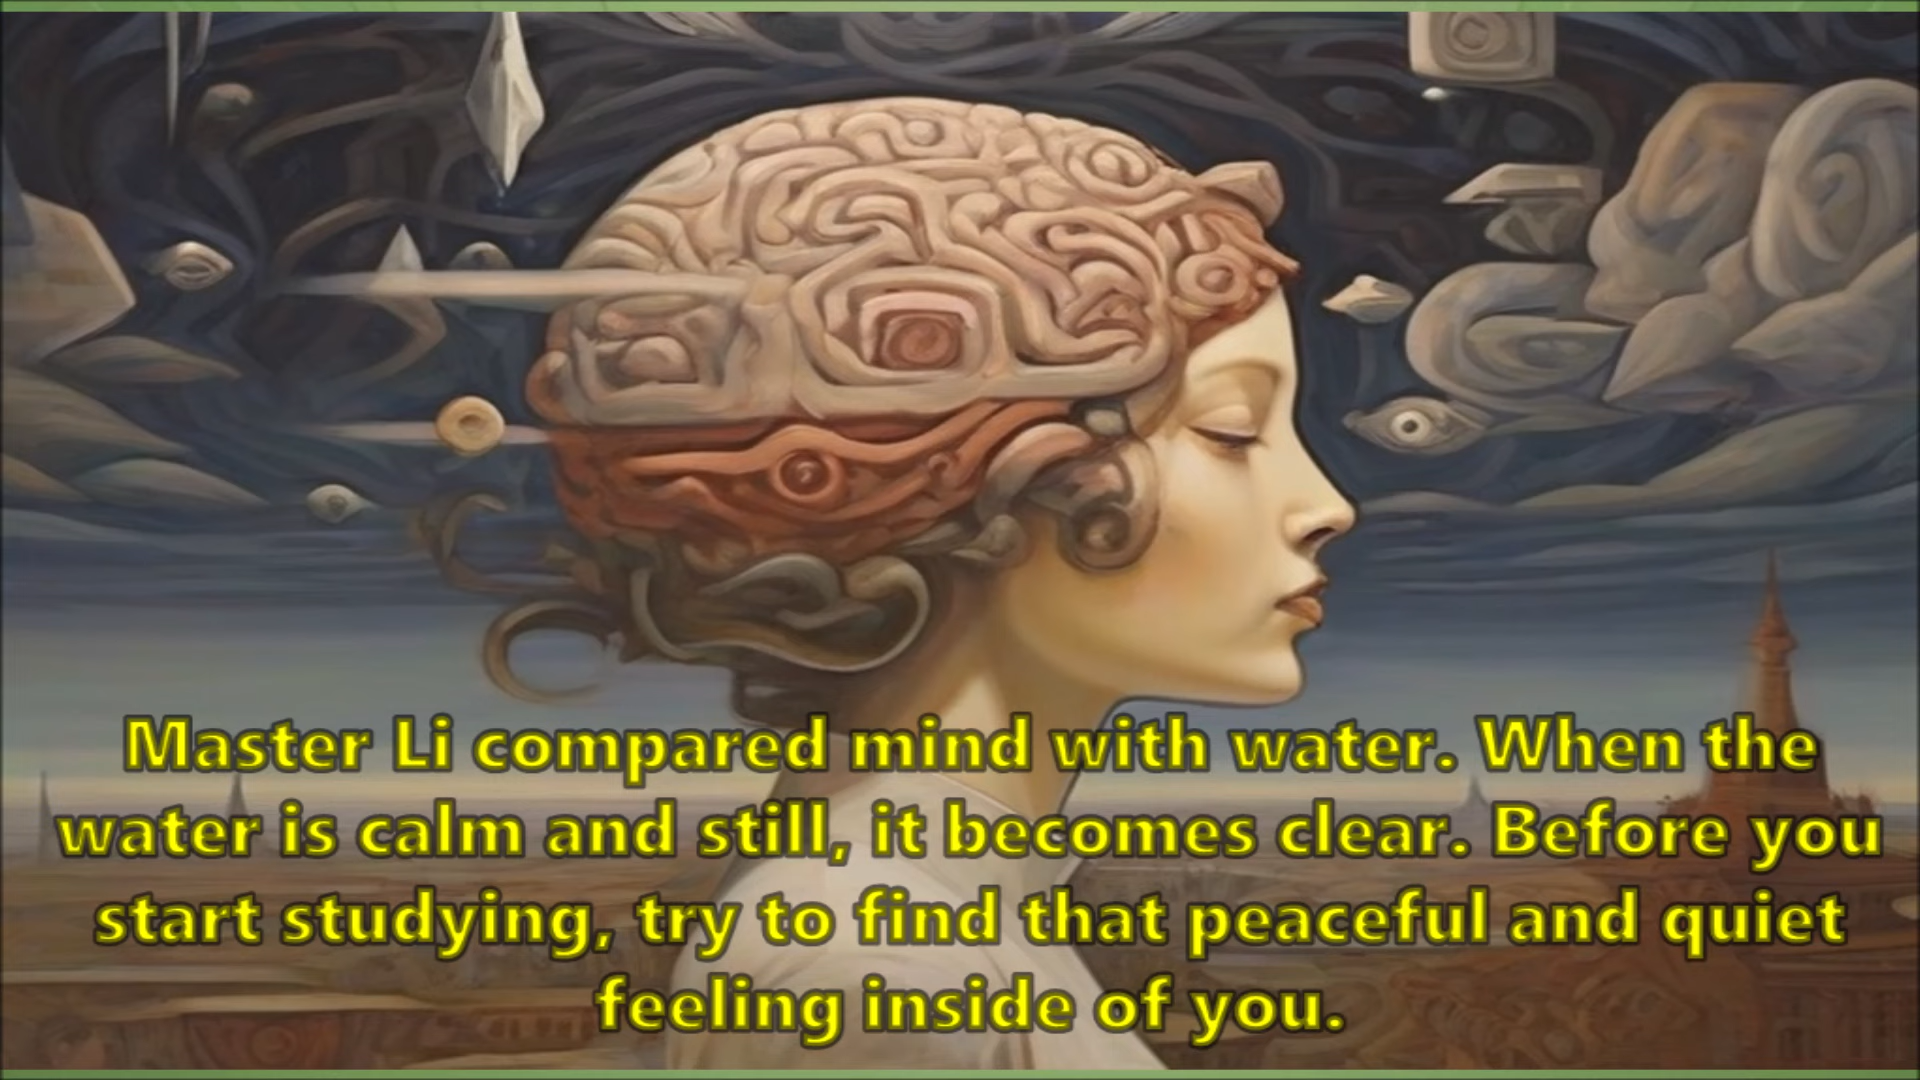 Master Li compared mind with water. When the
water is calm and still, it becomes clear. Before you
start studying, try to find that peaceful and quiet
feeling inside of you.